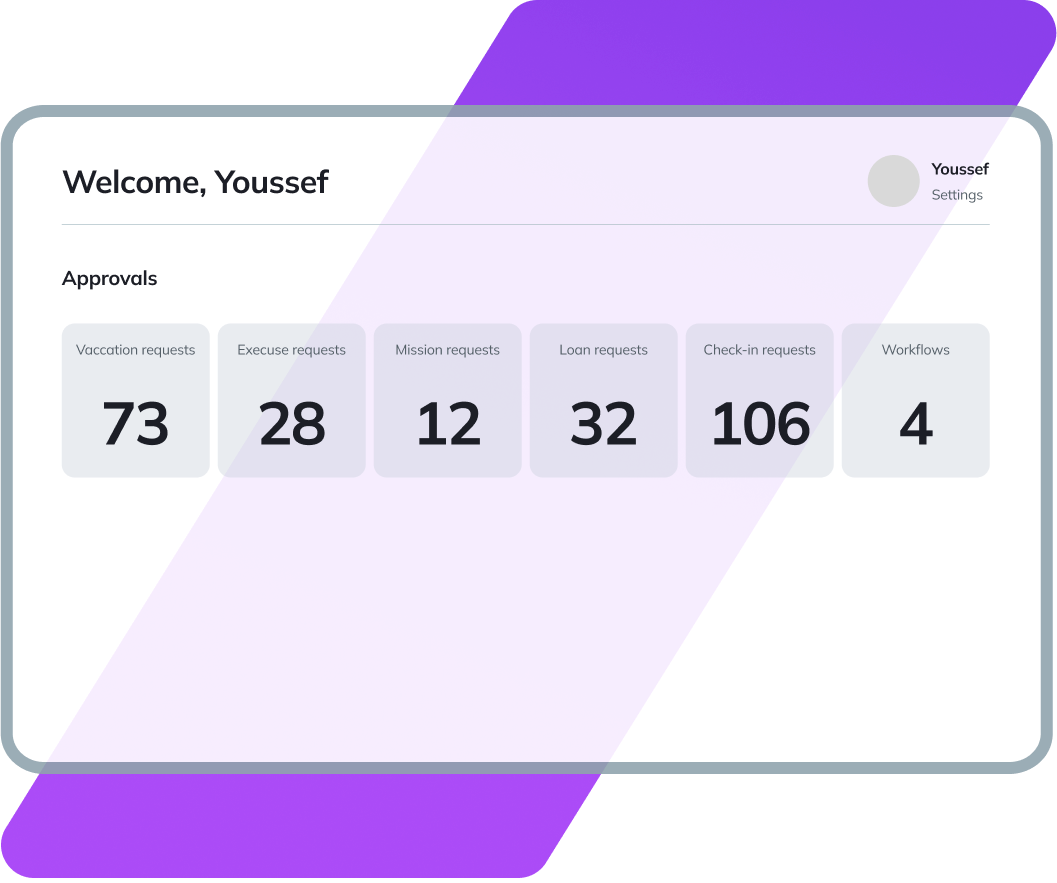 Welcome, Youssef
Youssef
Settings
Approvals
Vaccation requests
Execuse requests
Mission requests
Loan requests
Check-in requests
Workflows
73
28
12
32
106
4